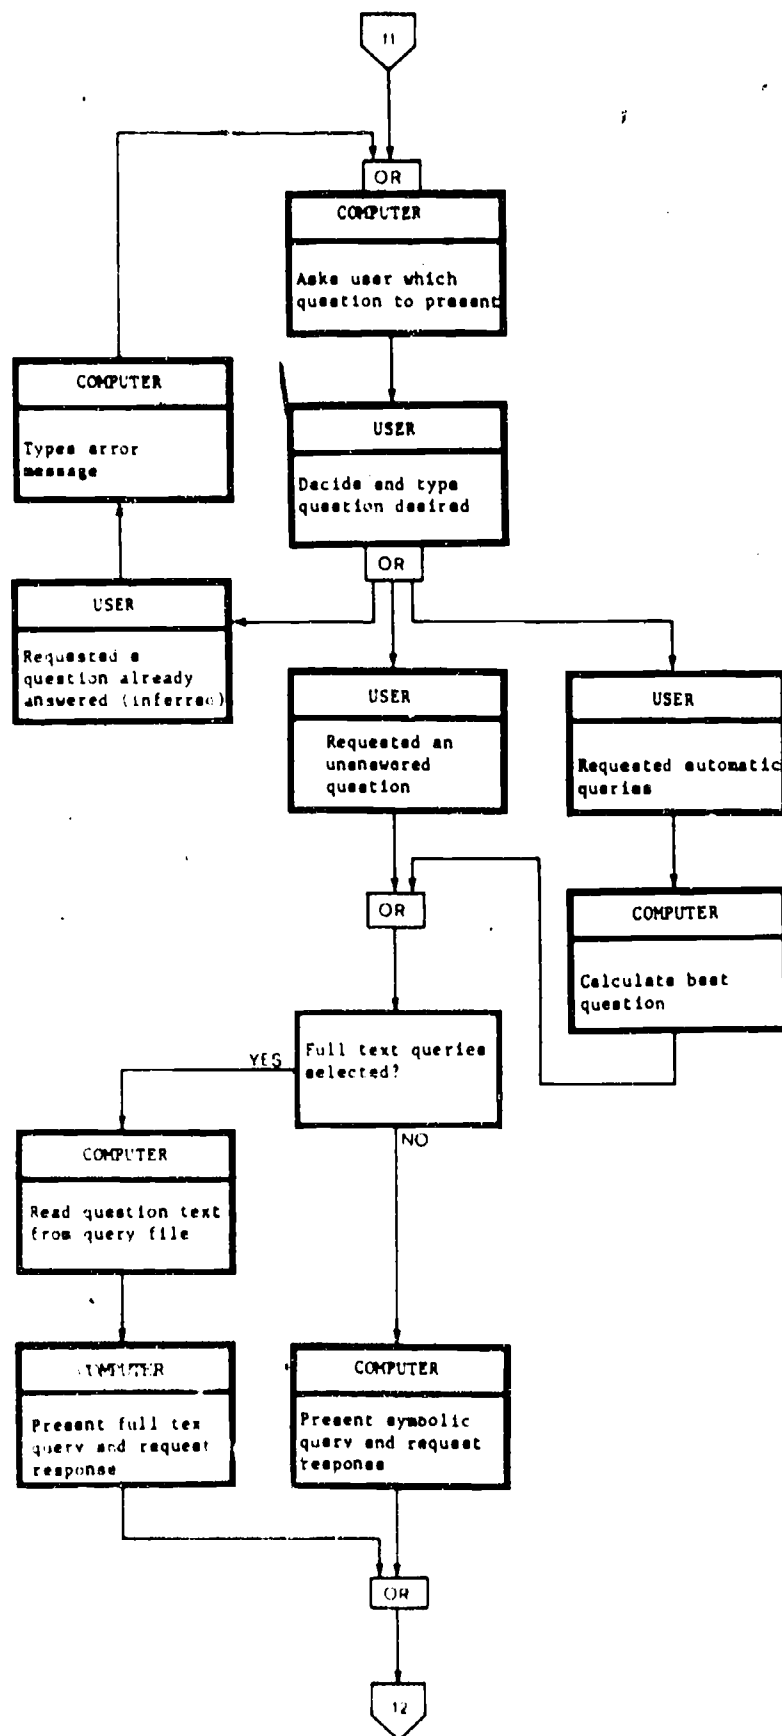 11
OR
COMPUTER
Asks user which
question to present
COMPUTER
Types error
message
USER
Decide and type
question desired
OR
USER
Requested a
question already
answered (inferred)
USER
Requested an
unanswered
question
USER
Requested automatic
queries
OR
COMPUTER
Calculate best
question
Full text queries
selected?
YES
NO
COMPUTER
Read question text
from query file
COMPUTER
Present full tex
query and request
response
COMPUTER
Present symbolic
query and request
response
OR
12